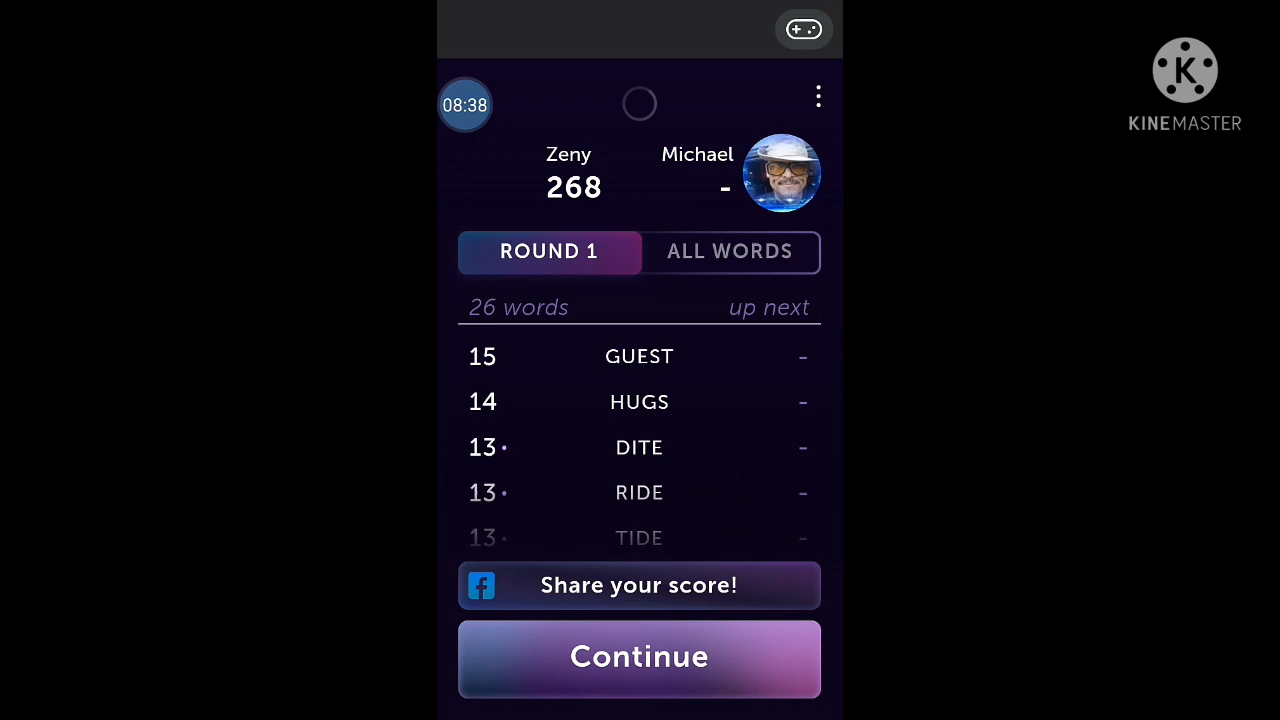 08:38
Zeny
268
Michael
-
ROUND 1
ALL WORDS
26 words
up next
15 GUEST -
14 HUGS -
13 • DITE -
13 • RIDE -
13 • TIDE -
Share your score!
Continue
K
KINEMASTER